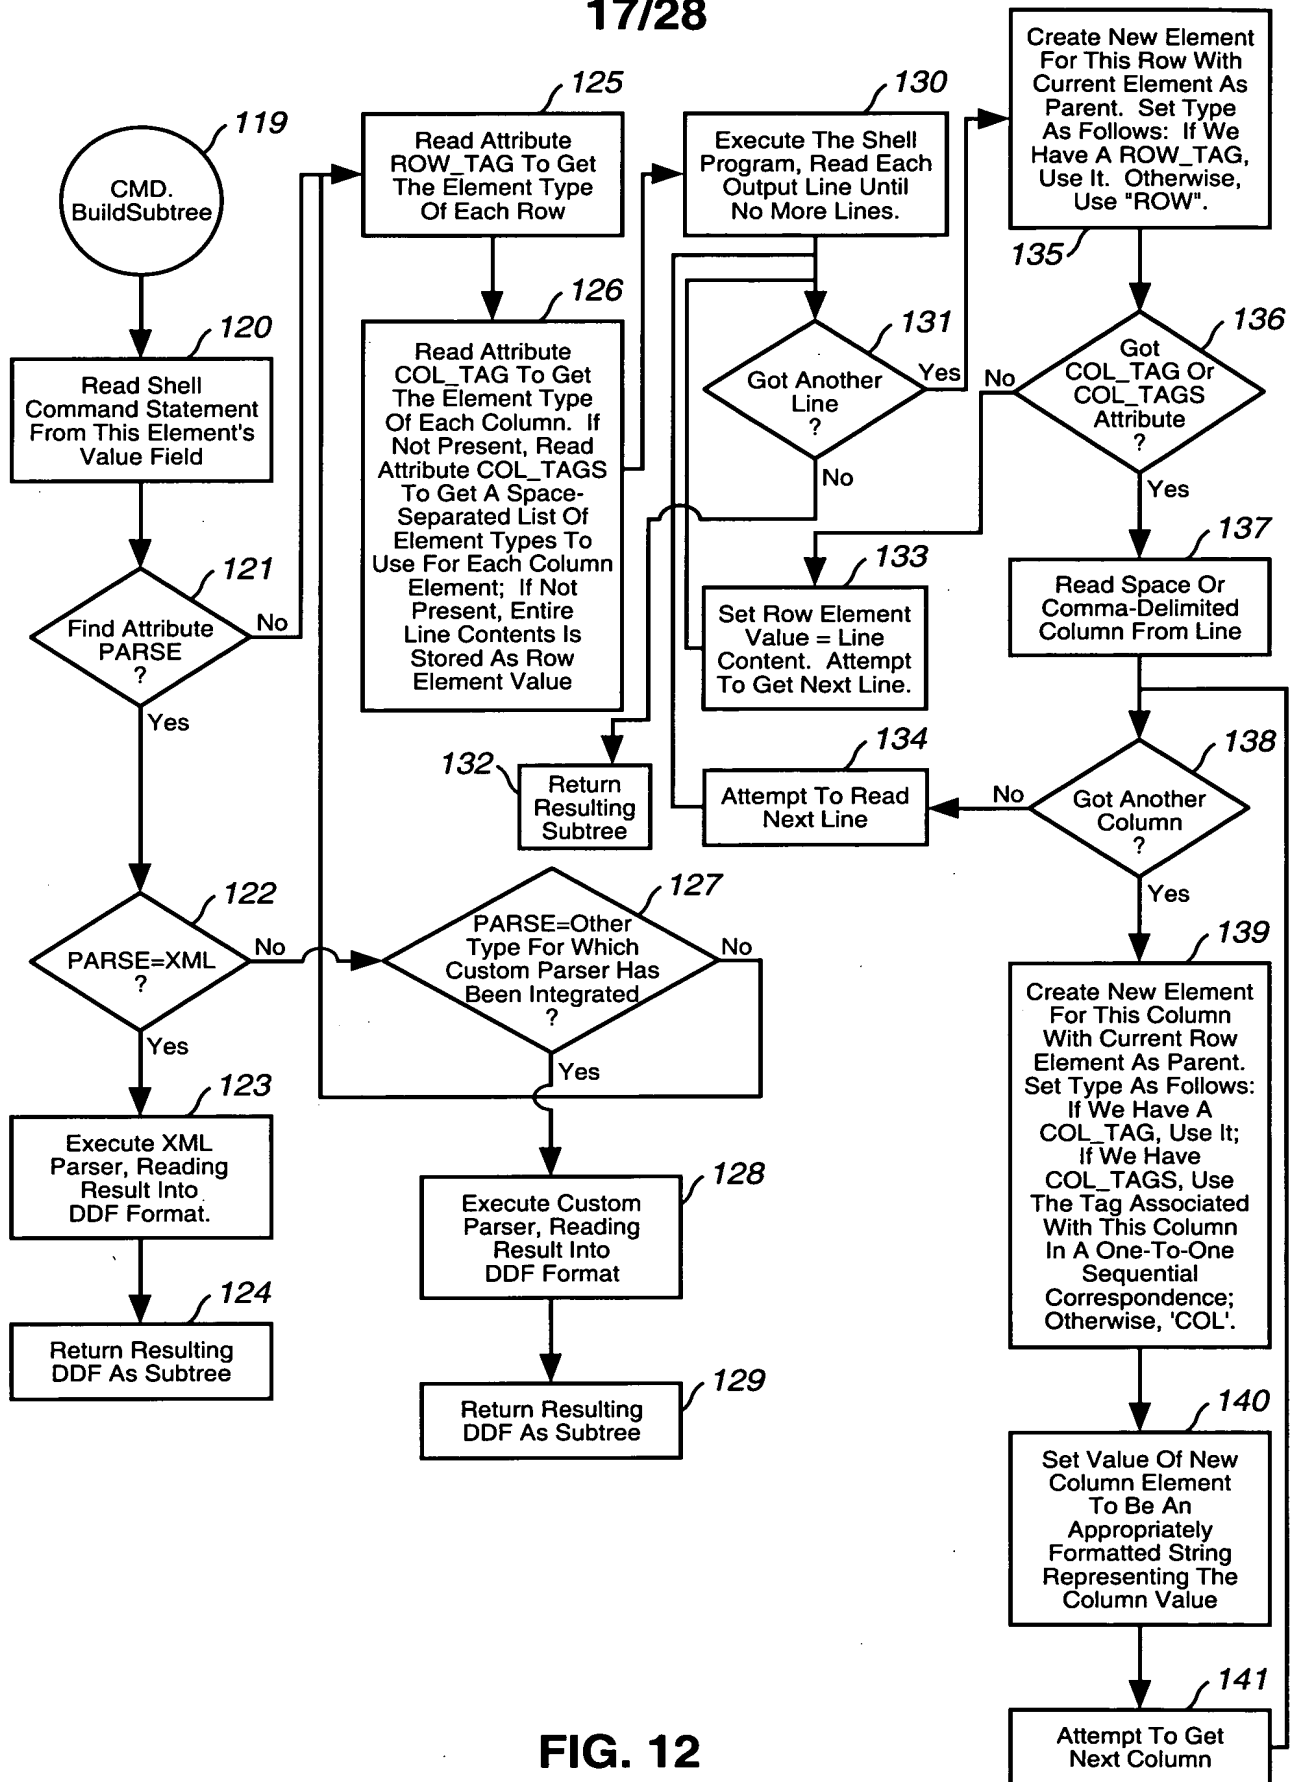 17/28
119
CMD.
BuildSubtree
120
Read Shell
Command Statement
From This Element's
Value Field
121
Find Attribute
PARSE
?
No
Yes
122
PARSE=XML
?
No
Yes
123
Execute XML
Parser, Reading
Result Into
DDF Format.
124
Return Resulting
DDF As Subtree
125
Read Attribute
ROW_TAG To Get
The Element Type
Of Each Row
126
Read Attribute
COL_TAG To Get
The Element Type
Of Each Column. If
Not Present, Read
Attribute COL_TAGS
To Get A Space-
Separated List Of
Element Types To
Use For Each Column
Element; If Not
Present, Entire
Line Contents Is
Stored As Row
Element Value
127
PARSE=Other
Type For Which
Custom Parser Has
Been Integrated
?
No
Yes
128
Execute Custom
Parser, Reading
Result Into
DDF Format
129
Return Resulting
DDF As Subtree
130
Execute The Shell
Program, Read Each
Output Line Until
No More Lines.
131
Got Another
Line
?
Yes
No
132
Return
Resulting
Subtree
133
Set Row Element
Value = Line
Content. Attempt
To Get Next Line.
134
Attempt To Read
Next Line
Create New Element
For This Row With
Current Element As
Parent. Set Type
As Follows: If We
Have A ROW_TAG,
Use It. Otherwise,
Use "ROW".
135
136
Got
COL_TAG Or
COL_TAGS
Attribute
?
No
Yes
137
Read Space Or
Comma-Delimited
Column From Line
138
Got Another
Column
?
No
Yes
139
Create New Element
For This Column
With Current Row
Element As Parent.
Set Type As Follows:
If We Have A
COL_TAG, Use It;
If We Have
COL_TAGS, Use
The Tag Associated
With This Column
In A One-To-One
Sequential
Correspondence;
Otherwise, 'COL'.
140
Set Value Of New
Column Element
To Be An
Appropriately
Formatted String
Representing The
Column Value
141
Attempt To Get
Next Column
FIG. 12